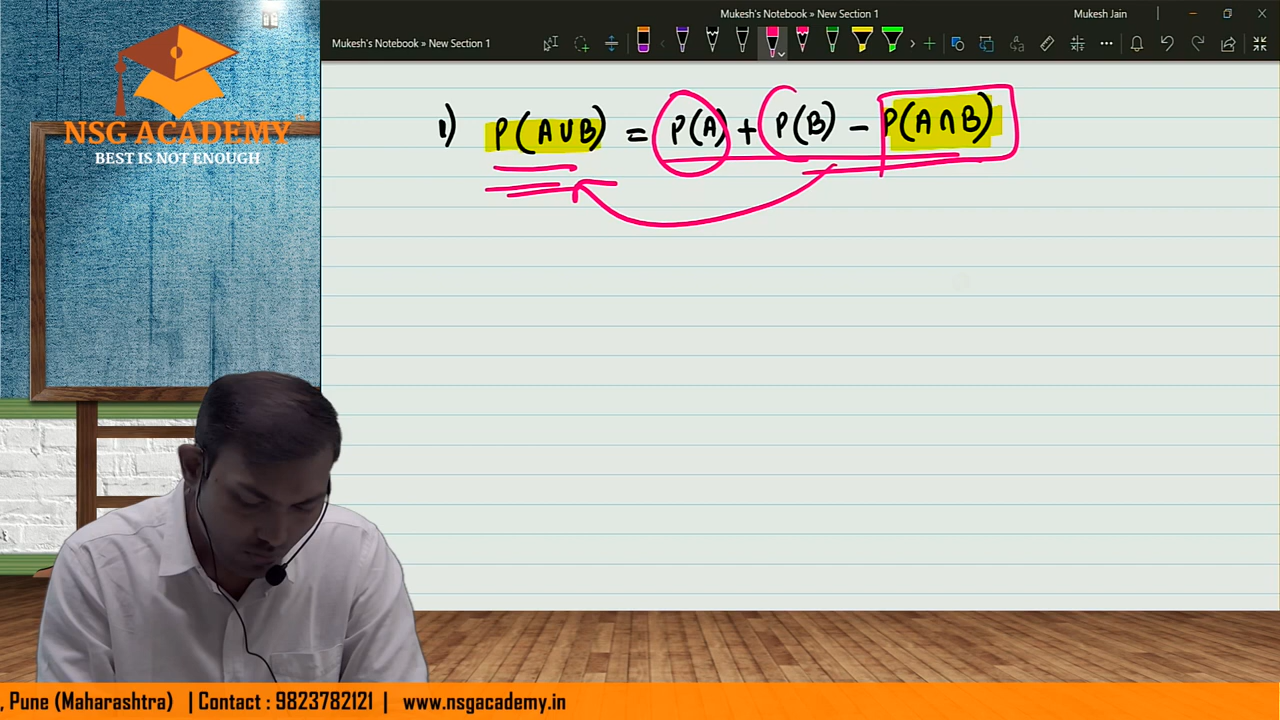 Mukesh's Notebook » New Section 1
Mukesh Jain
Mukesh's Notebook » New Section 1
NSG ACADEMY
BEST IS NOT ENOUGH
1) P(A∪B) = P(A) + P(B) - P(A∩B)
, Pune (Maharashtra) | Contact : 9823782121 | www.nsgacademy.in